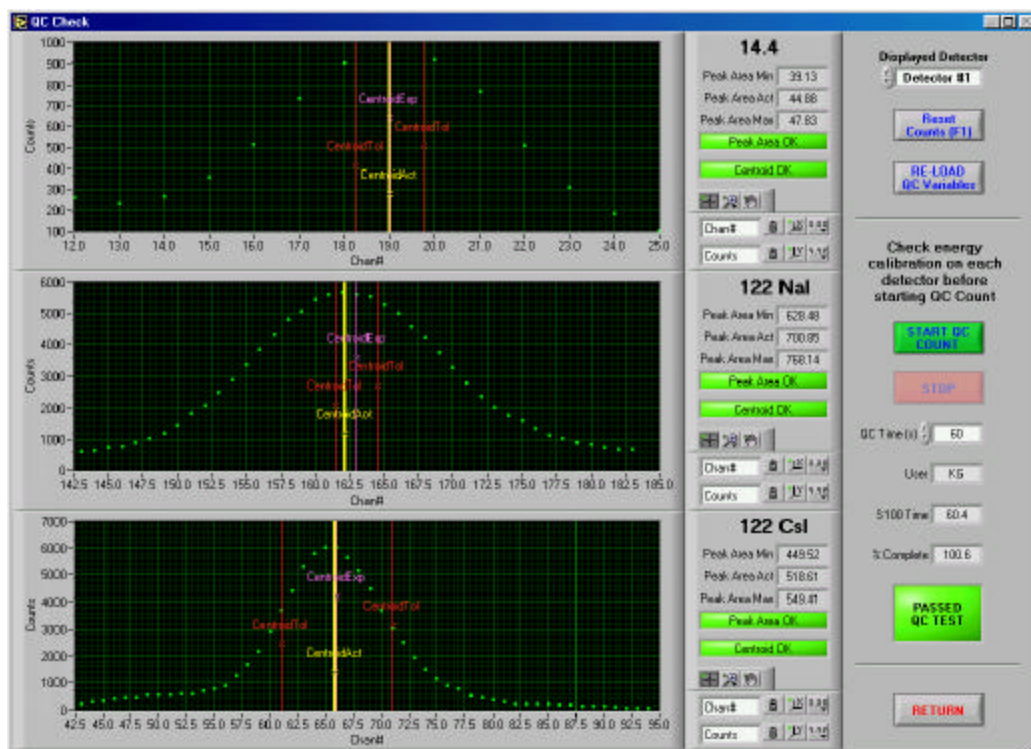 QC Check
1000
900
800
700
600
500
400
300
200
100
Counts
CentroidExp
CentroidTol
CentroidTol
CentroidAct
12.0 13.0 14.0 15.0 16.0 17.0 18.0 19.0 20.0 21.0 22.0 23.0 24.0 25.0
Chan#
14.4
Peak Area Min 39.13
Peak Area Act 44.88
Peak Area Max 47.83
Peak Area OK
Centroid OK
Chan#
Counts
6000
5000
4000
3000
2000
1000
0
Counts
CentroidExp
CentroidTol
CentroidTol
CentroidAct
142.5 145.0 147.5 150.0 152.5 155.0 157.5 160.0 162.5 165.0 167.5 170.0 172.5 175.0 177.5 180.0 182.5 185.0
Chan#
122 NaI
Peak Area Min 628.48
Peak Area Act 700.85
Peak Area Max 768.14
Peak Area OK
Centroid OK
Chan#
Counts
7000
6000
5000
4000
3000
2000
1000
0
Counts
CentroidExp
CentroidTol
CentroidTol
CentroidAct
42.5 45.0 47.5 50.0 52.5 55.0 57.5 60.0 62.5 65.0 67.5 70.0 72.5 75.0 77.5 80.0 82.5 85.0 87.5 90.0 92.5 95.0
Chan#
122 CsI
Peak Area Min 449.52
Peak Area Act 518.61
Peak Area Max 549.41
Peak Area OK
Centroid OK
Chan#
Counts
Displayed Detector
Detector #1
Reset
Counts (F1)
RE-LOAD
QC Variables
Check energy
calibration on each
detector before
starting QC Count
START QC
COUNT
STOP
QC Time (s) 60
User KG
S100 Time 60.4
% Complete 100.6
PASSED
QC TEST
RETURN